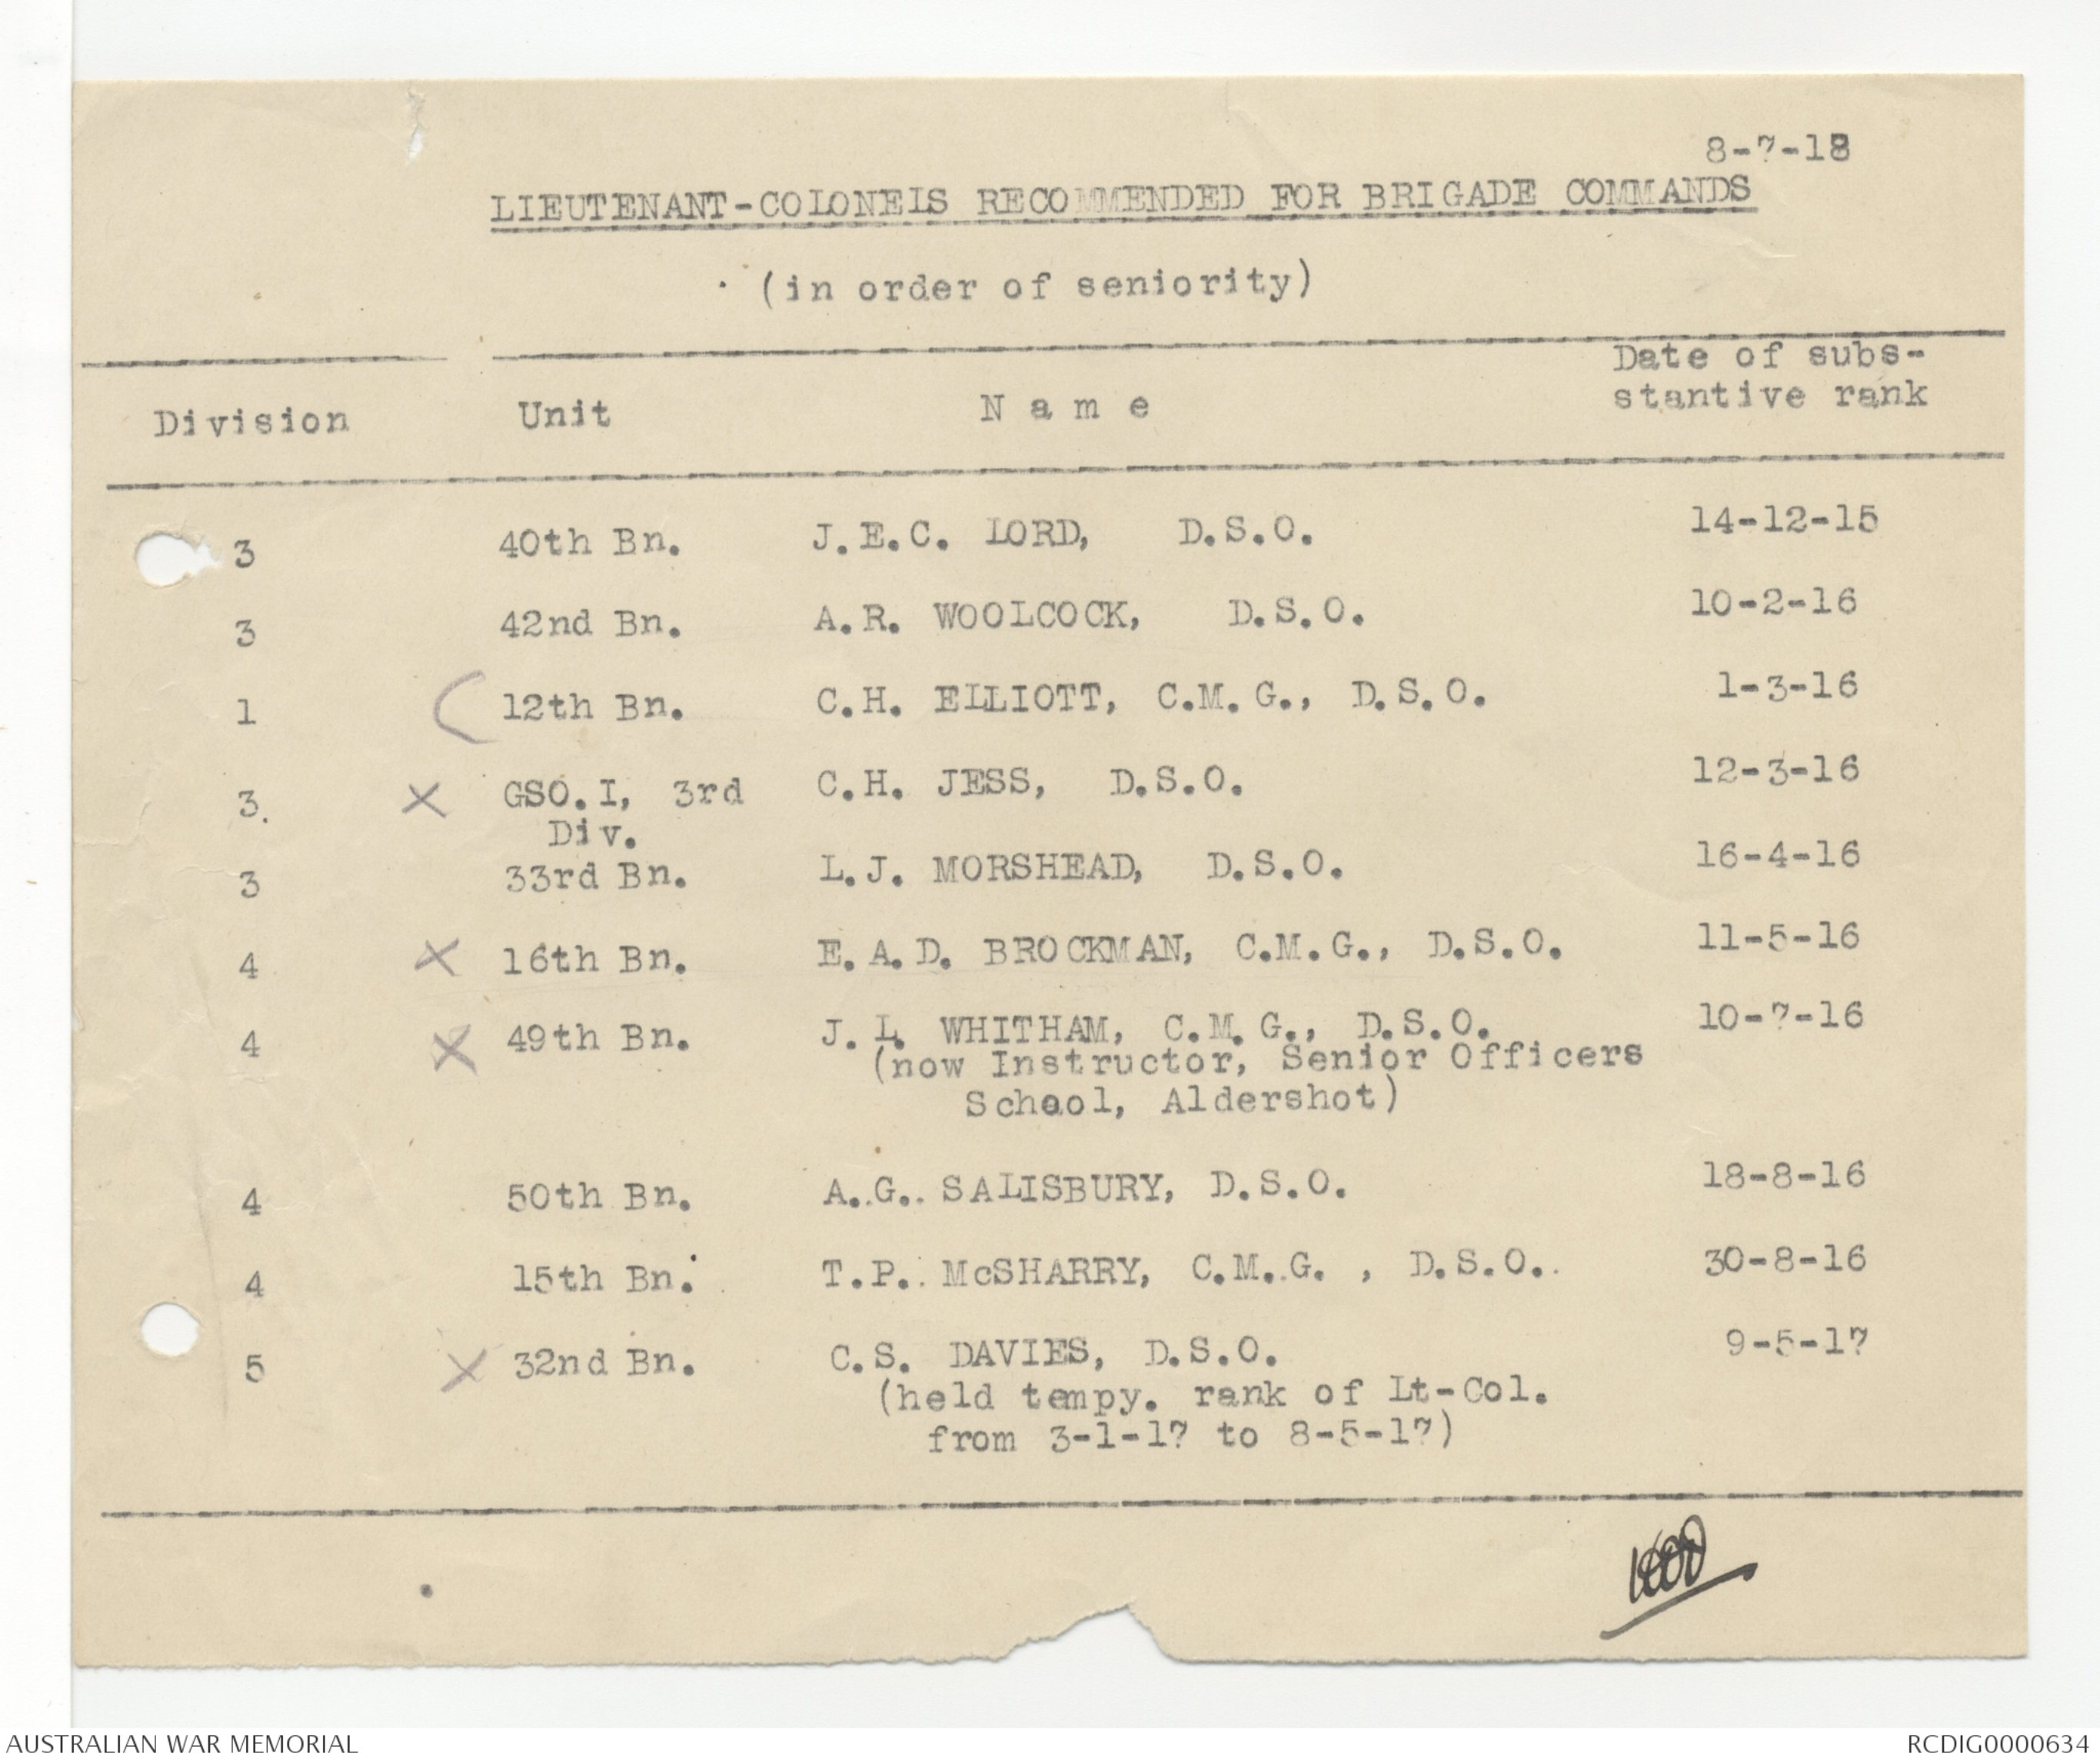 8-7-18
LIEUTENANT-COLONELS RECOMMENDED FOR BRIGADE COMMANDS
(in order of seniority)
Division Unit Name Date of subs-
stantive rank
3 40th Bn. J.E.C. LORD, D.S.O. 14-12-15
3 42nd Bn. A.R. WOOLCOCK, D.S.O. 10-2-16
1 ( 12th Bn. C.H. ELLIOTT, C.M.G., D.S.O. 1-3-16
3. X GSO.I, 3rd C.H. JESS, D.S.O. 12-3-16
Div.
3 33rd Bn. L.J. MORSHEAD, D.S.O. 16-4-16
4 X 16th Bn. E.A.D. BROCKMAN, C.M.G., D.S.O. 11-5-16
4 X 49th Bn. J.L. WHITHAM, C.M.G., D.S.O. 10-7-16
(now Instructor, Senior Officers
School, Aldershot)
4 50th Bn. A.G. SALISBURY, D.S.O. 18-8-16
4 15th Bn. T.P. McSHARRY, C.M.G. , D.S.O. 30-8-16
5 X 32nd Bn. C.S. DAVIES, D.S.O. 9-5-17
(held tempy. rank of Lt-Col.
from 3-1-17 to 8-5-17)
AUSTRALIAN WAR MEMORIAL RCDIG0000634